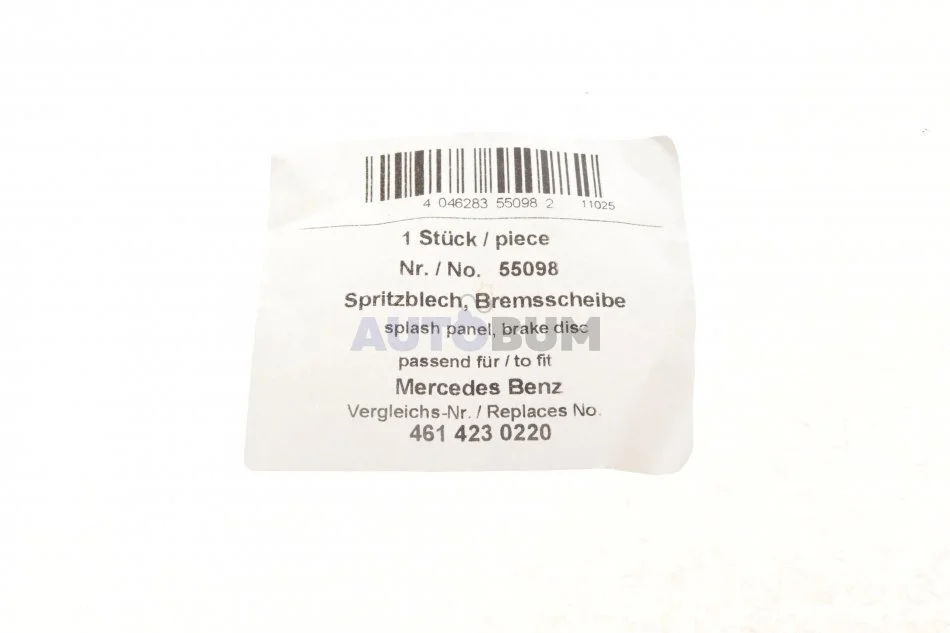 4 046283 55098 2 11025
1 Stück / piece
Nr. / No. 55098
Spritzblech, Bremsscheibe
splash panel, brake disc
AUTOBUM
passend für / to fit
Mercedes Benz
Vergleichs-Nr. / Replaces No.
461 423 0220